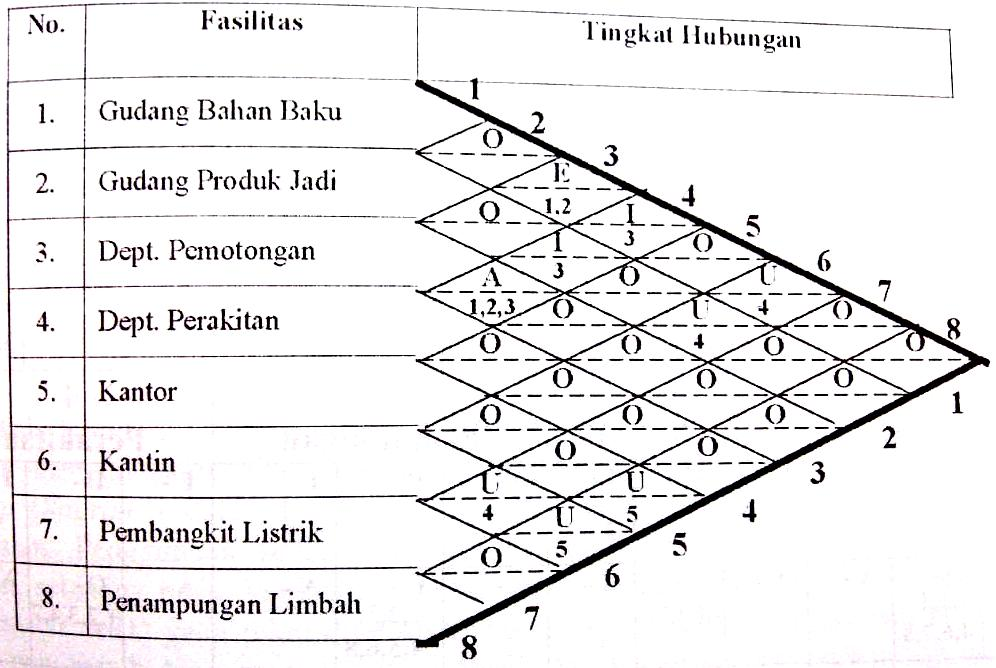 No. Fasilitas Tingkat Hubungan
1. Gudang Bahan Baku
2. Gudang Produk Jadi
3. Dept. Pemotongan
4. Dept. Perakitan
5. Kantor
6. Kantin
7. Pembangkit Listrik
8. Penampungan Limbah
1
2
O
3
E
4
1,2
O I
5
I 3 O
6
3 O U
A
7
1,2,3 O U 4 O
8
O O 4 O O
O O O
1
O O O
2
O O
3
U U
4
4 U 5
5
O 5
6
7
8